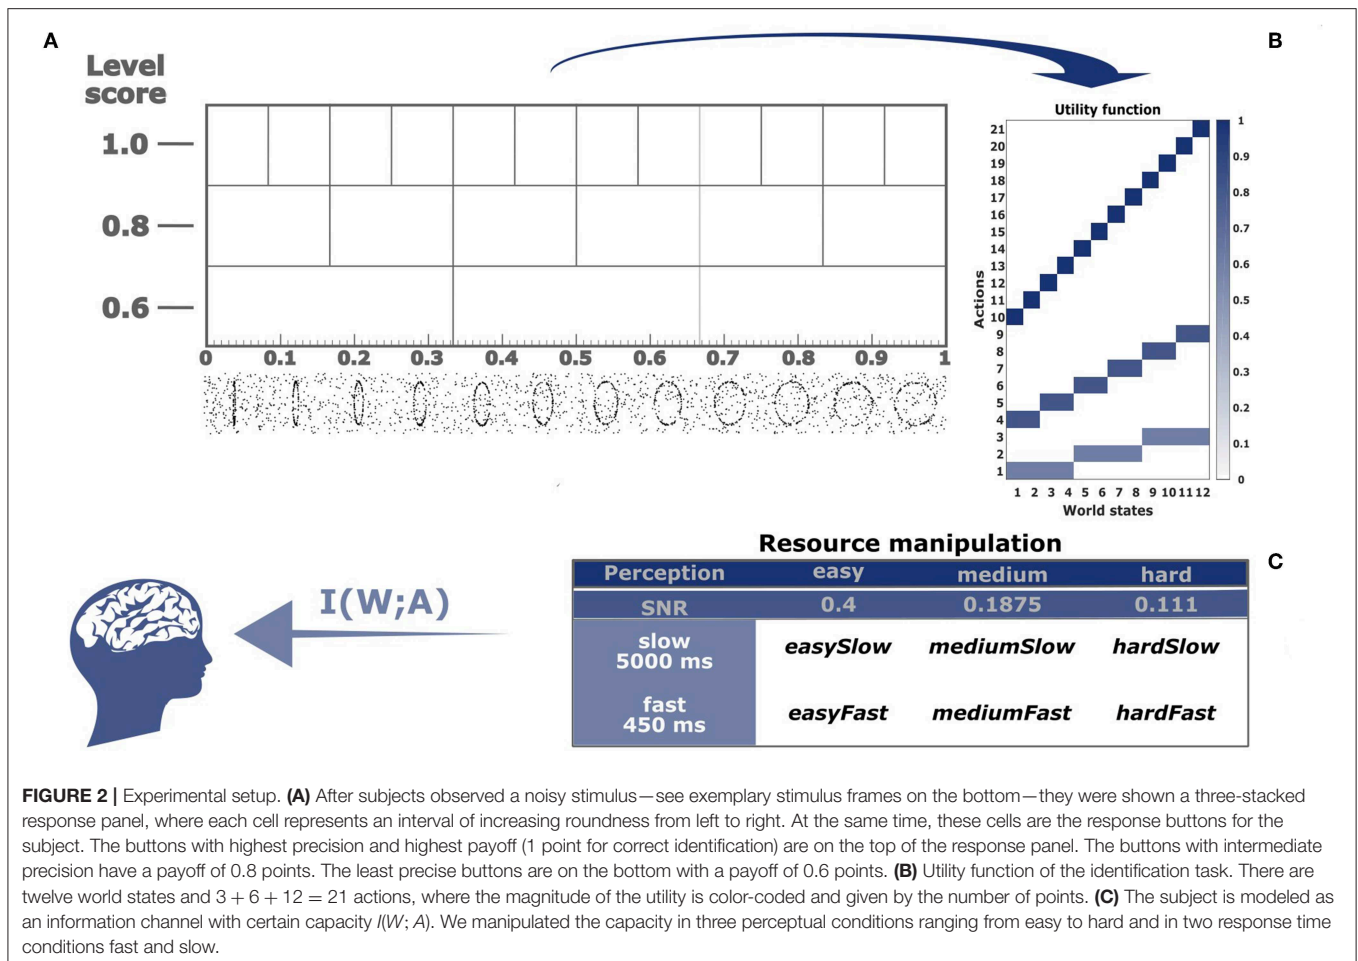 A
Level
score
1.0
0.8
0.6
0 0.1 0.2 0.3 0.4 0.5 0.6 0.7 0.8 0.9 1
B
Utility function
Actions
21
20
19
18
17
16
15
14
13
12
11
10
9
8
7
6
5
4
3
2
1
1 2 3 4 5 6 7 8 9 10 11 12
World states
1
0.9
0.8
0.7
0.6
0.5
0.4
0.3
0.2
0.1
0
I(W;A)
Resource manipulation
C
Perception easy medium hard
SNR 0.4 0.1875 0.111
slow
5000 ms
easySlow mediumSlow hardSlow
fast
450 ms
easyFast mediumFast hardFast
FIGURE 2 | Experimental setup. (A) After subjects observed a noisy stimulus—see exemplary stimulus frames on the bottom—they were shown a three-stacked
response panel, where each cell represents an interval of increasing roundness from left to right. At the same time, these cells are the response buttons for the
subject. The buttons with highest precision and highest payoff (1 point for correct identification) are on the top of the response panel. The buttons with intermediate
precision have a payoff of 0.8 points. The least precise buttons are on the bottom with a payoff of 0.6 points. (B) Utility function of the identification task. There are
twelve world states and 3 + 6 + 12 = 21 actions, where the magnitude of the utility is color-coded and given by the number of points. (C) The subject is modeled as
an information channel with certain capacity I(W; A). We manipulated the capacity in three perceptual conditions ranging from easy to hard and in two response time
conditions fast and slow.